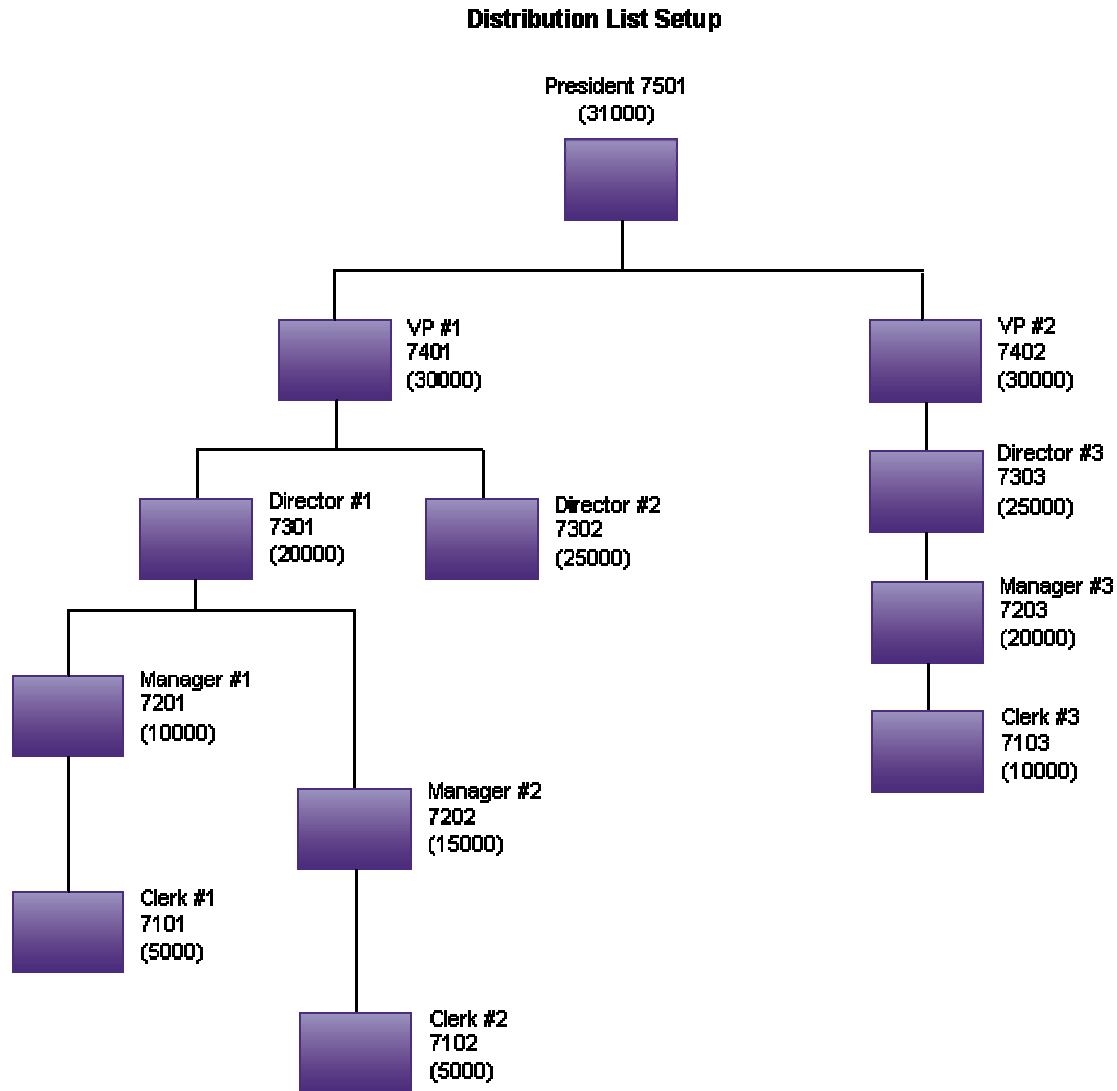 Distribution List Setup
President 7501
(31000)
VP #1
7401
(30000)
VP #2
7402
(30000)
Director #1
7301
(20000)
Director #2
7302
(25000)
Director #3
7303
(25000)
Manager #3
7203
(20000)
Manager #1
7201
(10000)
Clerk #3
7103
(10000)
Manager #2
7202
(15000)
Clerk #1
7101
(5000)
Clerk #2
7102
(5000)